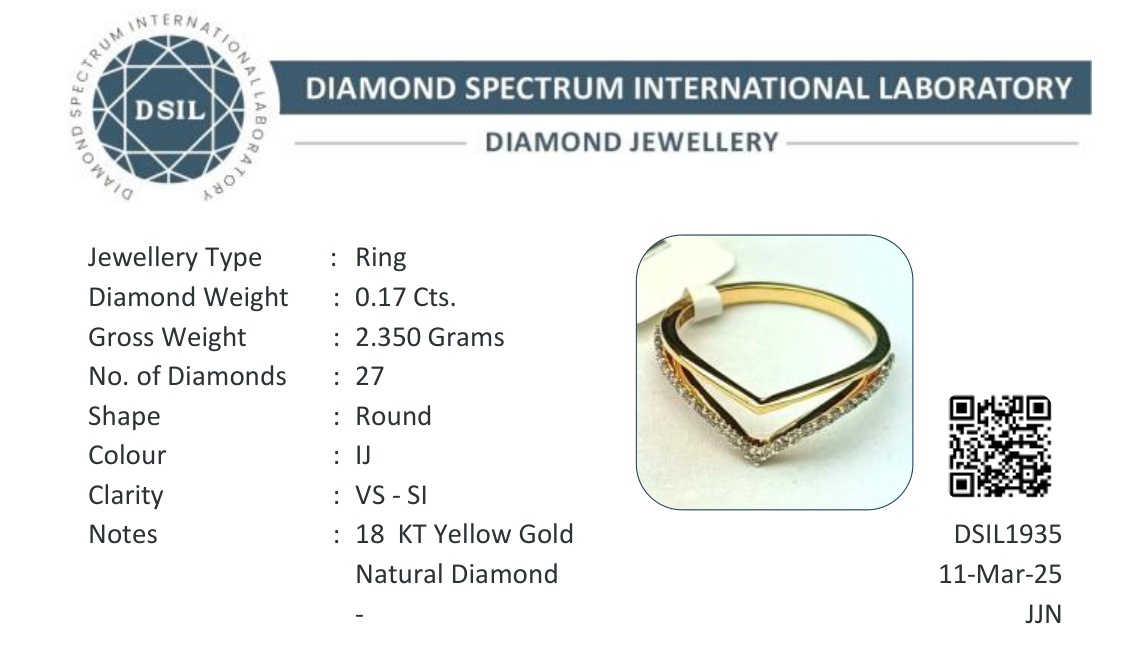 DIAMOND SPECTRUM INTERNATIONAL LABORATORY
DSIL
DIAMOND SPECTRUM INTERNATIONAL LABORATORY
DIAMOND JEWELLERY
Jewellery Type : Ring
Diamond Weight : 0.17 Cts.
Gross Weight : 2.350 Grams
No. of Diamonds : 27
Shape : Round
Colour : IJ
Clarity : VS - SI
Notes : 18 KT Yellow Gold
Natural Diamond
-
DSIL1935
11-Mar-25
JJN